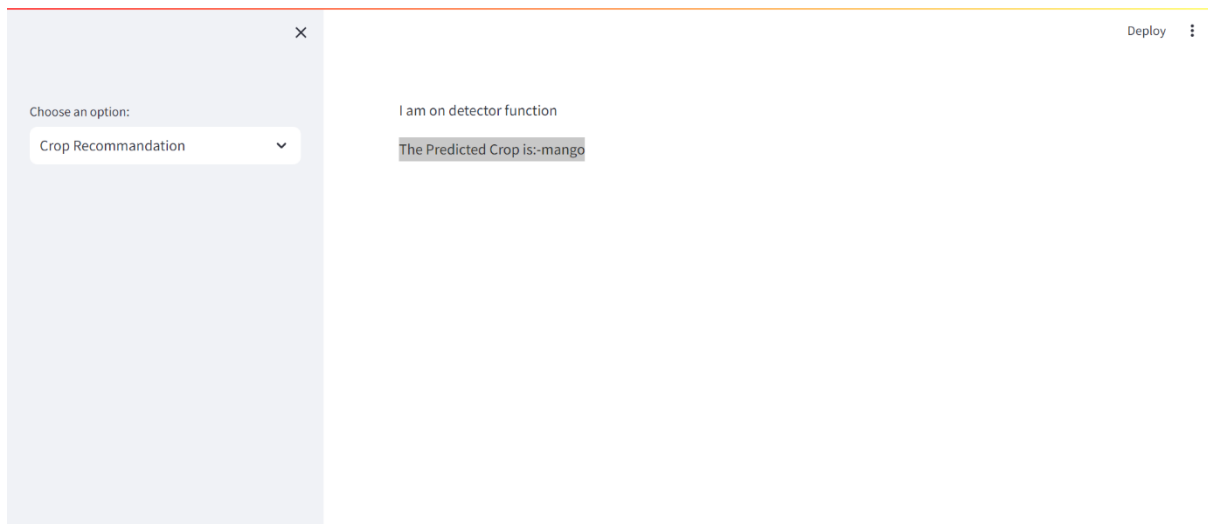 Deploy
Choose an option:
Crop Recommandation
I am on detector function
The Predicted Crop is:-mango